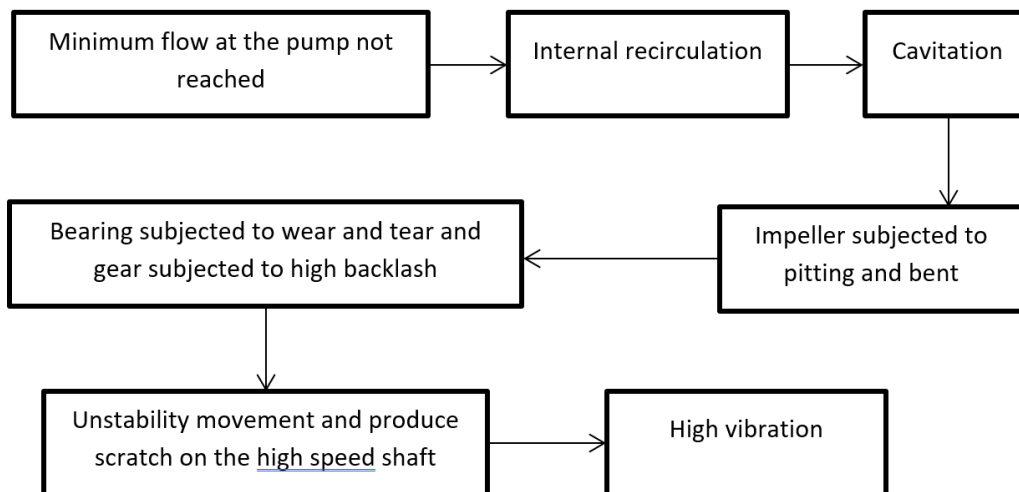 Minimum flow at the pump not
reached
Internal recirculation
Cavitation
Impeller subjected to
pitting and bent
Bearing subjected to wear and tear and
gear subjected to high backlash
Unstability movement and produce
scratch on the high speed shaft
High vibration